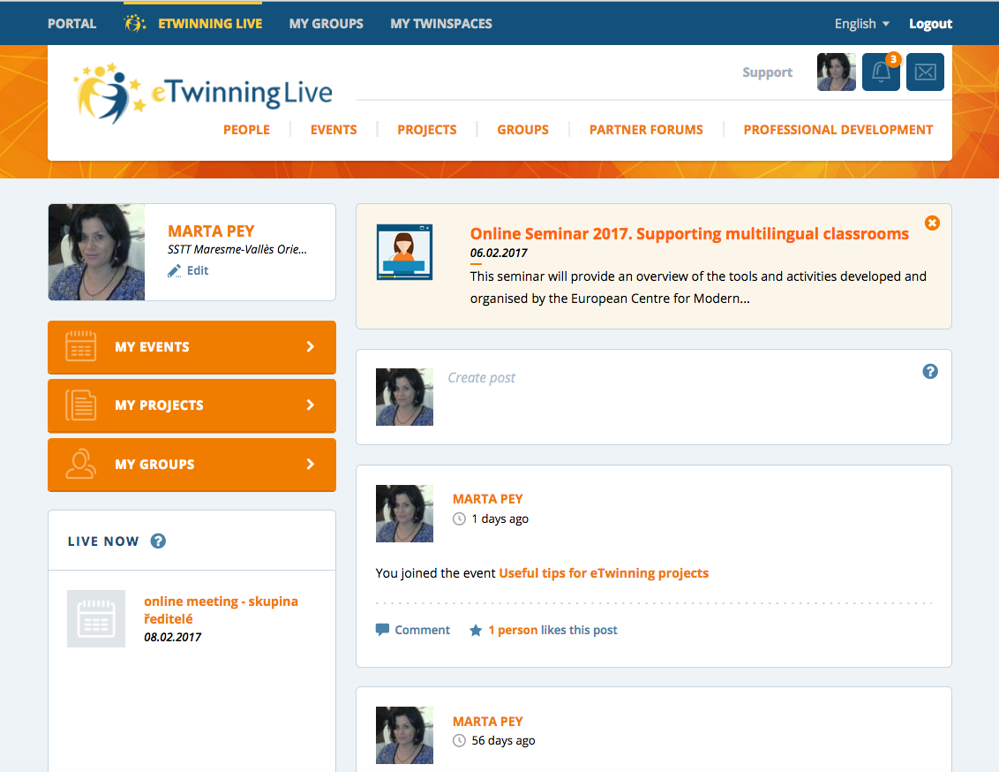 PORTAL ETWINNING LIVE MY GROUPS MY TWINSPACES English Logout
eTwinning Live
Support 3
PEOPLE EVENTS PROJECTS GROUPS PARTNER FORUMS PROFESSIONAL DEVELOPMENT
MARTA PEY
SSTT Maresme-Vallès Orie...
Edit
MY EVENTS
MY PROJECTS
MY GROUPS
LIVE NOW ?
online meeting - skupina
ředitelé
08.02.2017
Online Seminar 2017. Supporting multilingual classrooms
06.02.2017
This seminar will provide an overview of the tools and activities developed and
organised by the European Centre for Modern...
Create post ?
MARTA PEY
1 days ago
You joined the event Useful tips for eTwinning projects
Comment 1 person likes this post
MARTA PEY
56 days ago